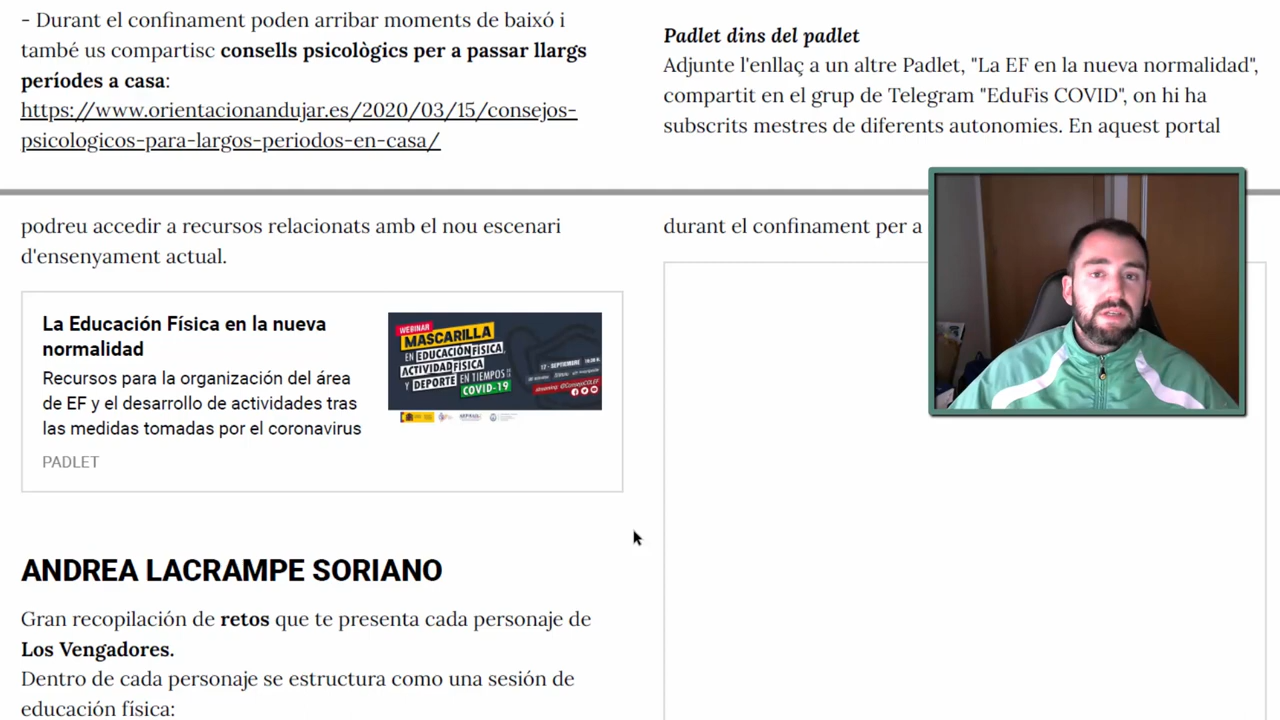 - Durant el confinament poden arribar moments de baixó i
també us compartisc consells psicològics per a passar llargs
períodes a casa:
https://www.orientacionandujar.es/2020/03/15/consejos-
psicologicos-para-largos-periodos-en-casa/
Padlet dins del padlet
Adjunte l'enllaç a un altre Padlet, "La EF en la nueva normalidad",
compartit en el grup de Telegram "EduFis COVID", on hi ha
subscrits mestres de diferents autonomies. En aquest portal
podreu accedir a recursos relacionats amb el nou escenari
d'ensenyament actual.
La Educación Física en la nueva
normalidad
Recursos para la organización del área
de EF y el desarrollo de actividades tras
las medidas tomadas por el coronavirus
PADLET
WEBINAR
MASCARILLA
EN EDUCACIÓN FÍSICA,
ACTIVIDAD FÍSICA
Y DEPORTE EN TIEMPOS DE LA
COVID-19
17 - SEPTIEMBRE
ANDREA LACRAMPE SORIANO
Gran recopilación de retos que te presenta cada personaje de
Los Vengadores.
Dentro de cada personaje se estructura como una sesión de
educación física:
durant el confinament per a